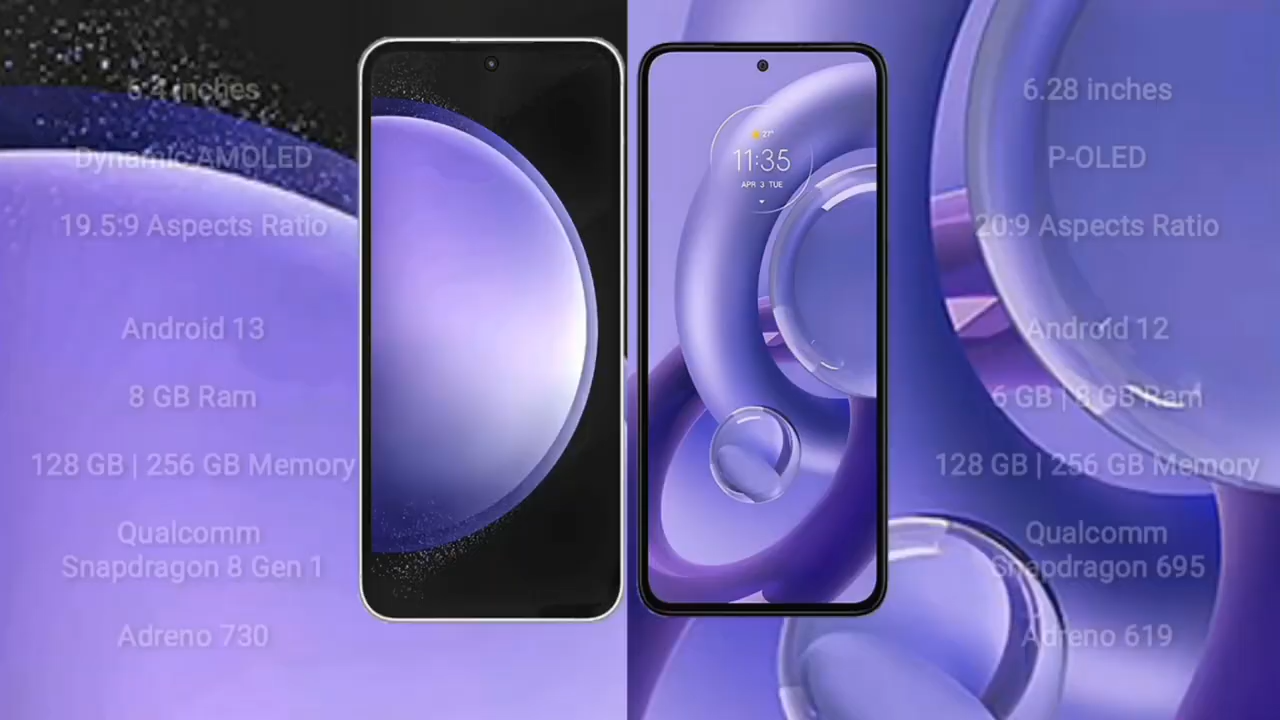 6.4 inches
Dynamic AMOLED
19.5:9 Aspects Ratio
Android 13
8 GB Ram
128 GB | 256 GB Memory
Qualcomm
Snapdragon 8 Gen 1
Adreno 730
27°
11:35
APR 3 TUE
6.28 inches
P-OLED
20:9 Aspects Ratio
Android 12
6 GB | 8 GB Ram
128 GB | 256 GB Memory
Qualcomm
Snapdragon 695
Adreno 619